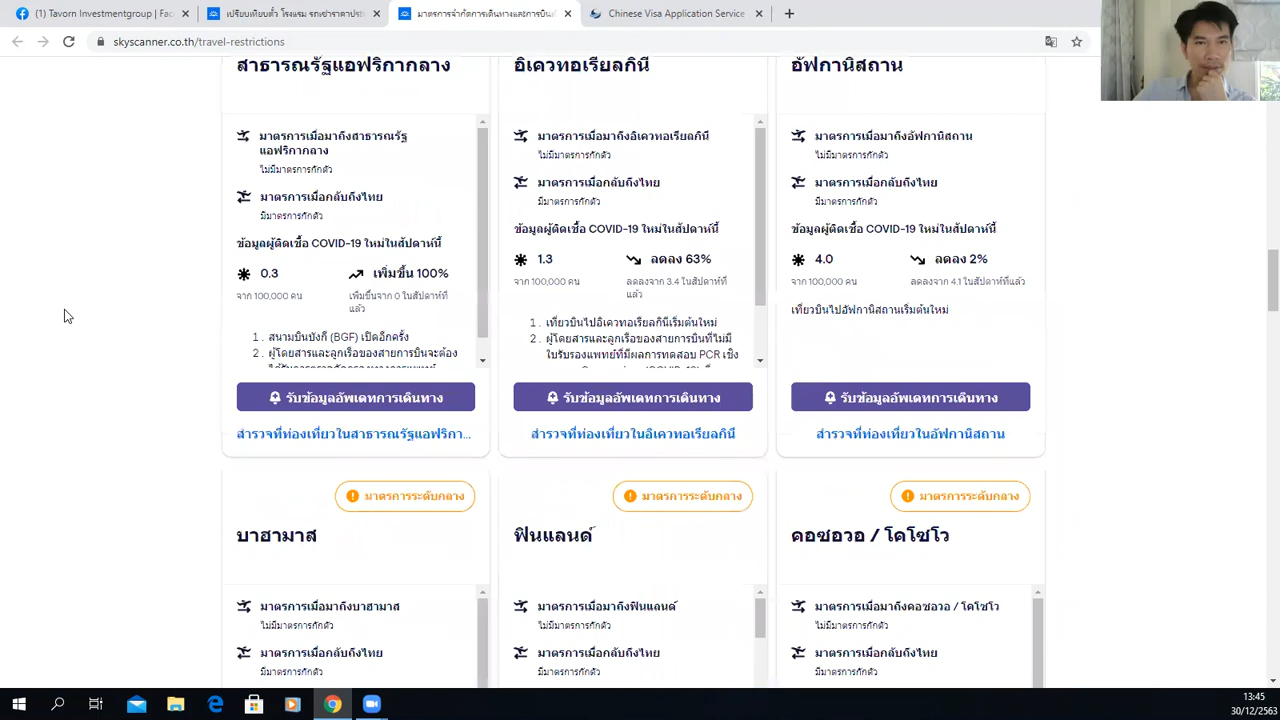 (1) Tavorn Investmentgroup | Fac
เปรียบเทียบตั๋ว โรงแรม รถเช่าราคาประ
มาตรการจำกัดการเดินทางและการบินต่
Chinese Visa Application Service
skyscanner.co.th/travel-restrictions
สาธารณรัฐแอฟริกากลาง
มาตรการเมื่อมาถึงสาธารณรัฐ
แอฟริกากลาง
ไม่มีมาตรการกักตัว
มาตรการเมื่อกลับถึงไทย
มีมาตรการกักตัว
ข้อมูลผู้ติดเชื้อ COVID-19 ใหม่ในสัปดาห์นี้
0.3
เพิ่มขึ้น 100%
จาก 100,000 คน
เพิ่มขึ้นจาก 0 ในสัปดาห์ที่
แล้ว
1. สนามบินบังกี (BGF) เปิดอีกครั้ง
2. ผู้โดยสารและลูกเรือของสายการบินจะต้อง
รับข้อมูลอัพเดทการเดินทาง
สำรวจที่ท่องเที่ยวในสาธารณรัฐแอฟริกา...
อิเควทอเรียลกินี
มาตรการเมื่อมาถึงอิเควทอเรียลกินี
ไม่มีมาตรการกักตัว
มาตรการเมื่อกลับถึงไทย
มีมาตรการกักตัว
ข้อมูลผู้ติดเชื้อ COVID-19 ใหม่ในสัปดาห์นี้
1.3
ลดลง 63%
จาก 100,000 คน
ลดลงจาก 3.4 ในสัปดาห์ที่
แล้ว
1. เที่ยวบินไปอิเควทอเรียลกินีเริ่มต้นใหม่
2. ผู้โดยสารและลูกเรือของสายการบินที่ไม่มี
ใบรับรองแพทย์ที่มีผลการทดสอบ PCR เชิง
รับข้อมูลอัพเดทการเดินทาง
สำรวจที่ท่องเที่ยวในอิเควทอเรียลกินี
อัฟกานิสถาน
มาตรการเมื่อมาถึงอัฟกานิสถาน
ไม่มีมาตรการกักตัว
มาตรการเมื่อกลับถึงไทย
มีมาตรการกักตัว
ข้อมูลผู้ติดเชื้อ COVID-19 ใหม่ในสัปดาห์นี้
4.0
ลดลง 2%
จาก 100,000 คน
ลดลงจาก 4.1 ในสัปดาห์ที่แล้ว
เที่ยวบินไปอัฟกานิสถานเริ่มต้นใหม่
รับข้อมูลอัพเดทการเดินทาง
สำรวจที่ท่องเที่ยวในอัฟกานิสถาน
มาตรการระดับกลาง
บาฮามาส
มาตรการเมื่อมาถึงบาฮามาส
ไม่มีมาตรการกักตัว
มาตรการเมื่อกลับถึงไทย
มีมาตรการกักตัว
มาตรการระดับกลาง
ฟินแลนด์
มาตรการเมื่อมาถึงฟินแลนด์
ไม่มีมาตรการกักตัว
มาตรการเมื่อกลับถึงไทย
มีมาตรการกักตัว
มาตรการระดับกลาง
คอซอวอ / โคโซโว
มาตรการเมื่อมาถึงคอซอวอ / โคโซโว
ไม่มีมาตรการกักตัว
มาตรการเมื่อกลับถึงไทย
มีมาตรการกักตัว
13:45
30/12/2563